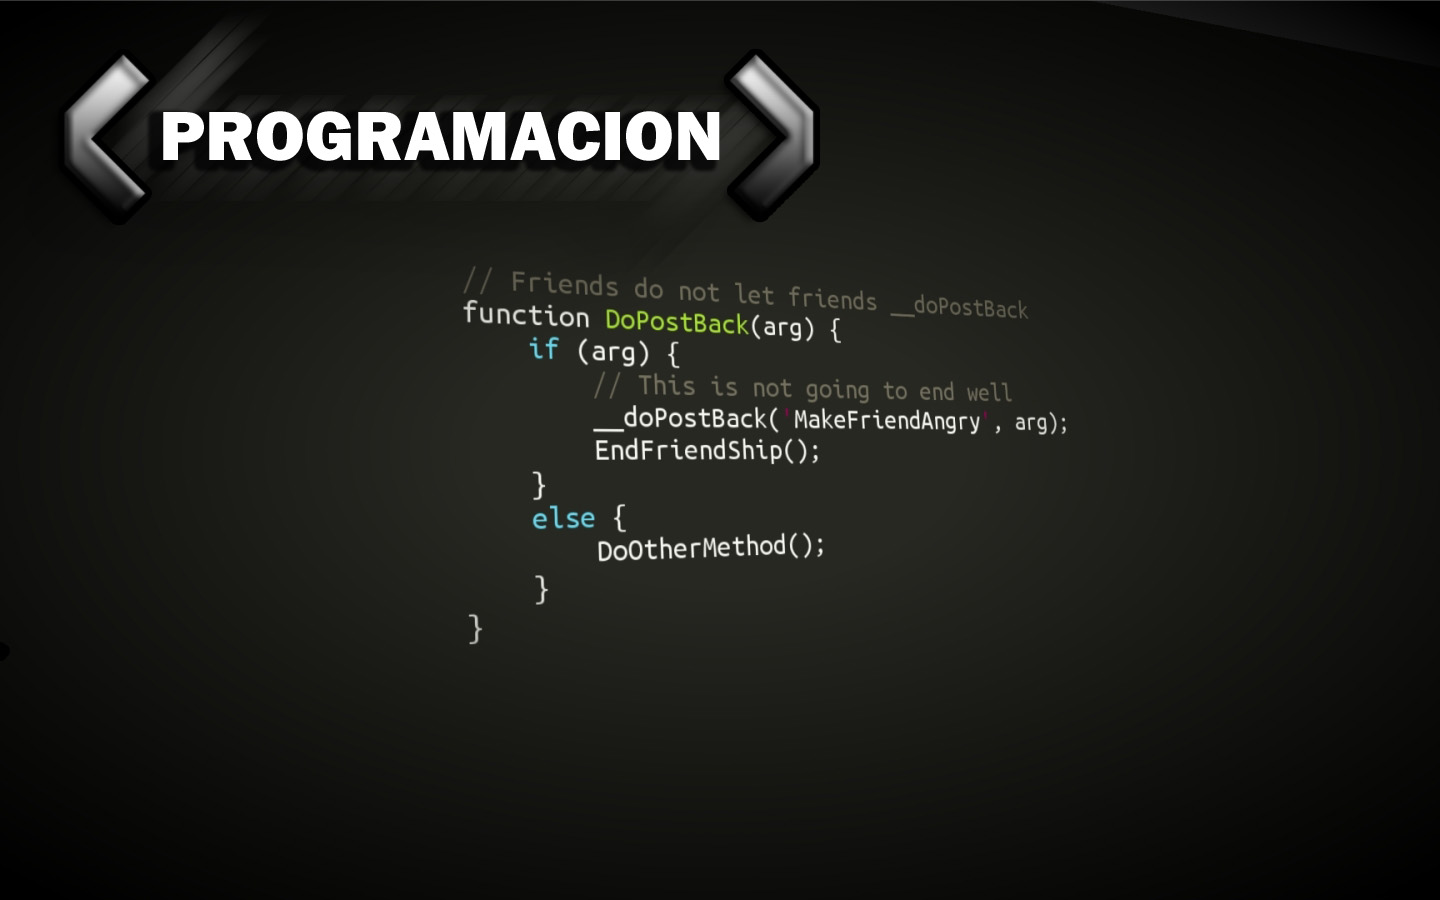 PROGRAMACION
// Friends do not let friends __doPostBack
function DoPostBack(arg) {
if (arg) {
// This is not going to end well
__doPostBack('MakeFriendAngry', arg);
EndFriendShip();
}
else {
DoOtherMethod();
}
}